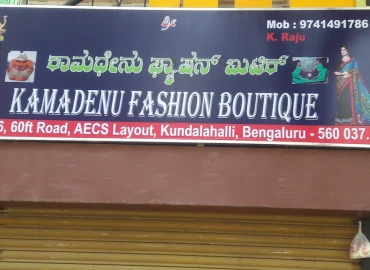 ಶ್ರೀ
Mob : 9741491786
K. Raju
ರಾಮಧೇನು ಫ್ಯಾಷನ್ ಬುಟಿಕ್
KAMADENU FASHION BOUTIQUE
60ft Road, AECS Layout, Kundalahalli, Bengaluru - 560 037.